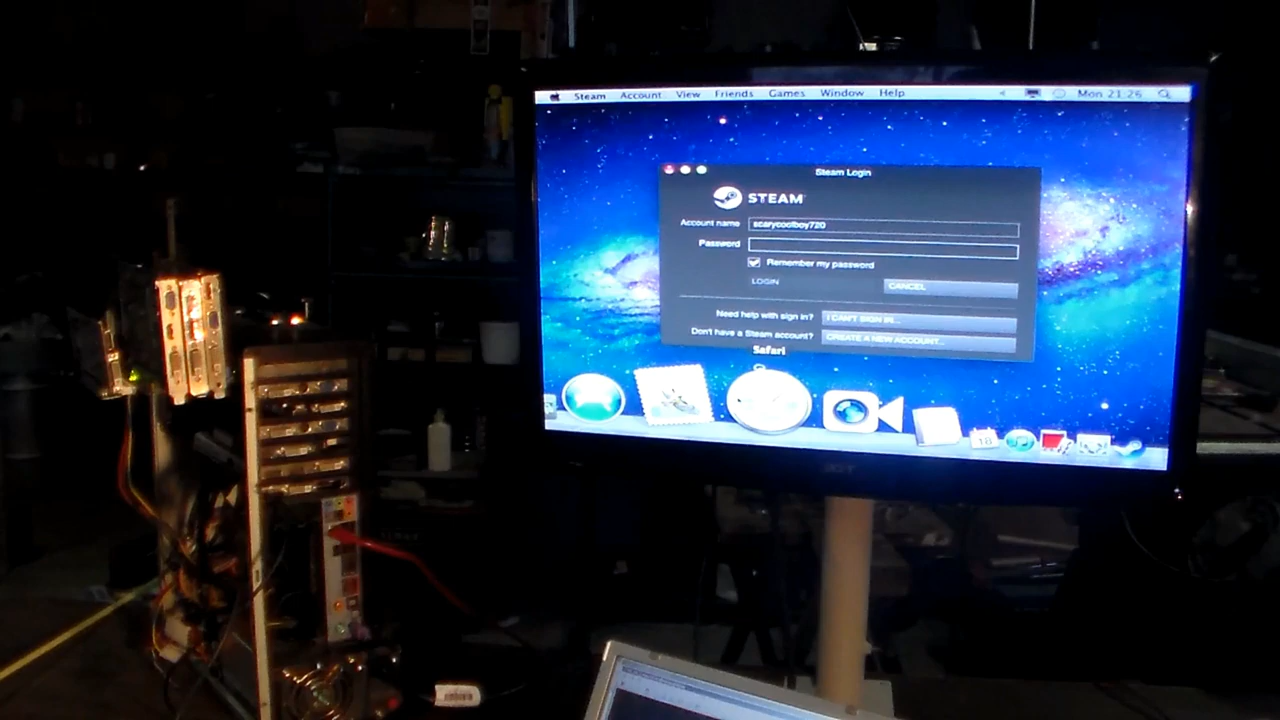 Steam Account View Friends Games Window Help Mon 21:26
Steam Login
STEAM
Account name scarycoolboy720
Password
Remember my password
LOGIN CANCEL
Need help with sign in? I CAN'T SIGN IN...
Don't have a Steam account? CREATE A NEW ACCOUNT...
Safari
18
acer